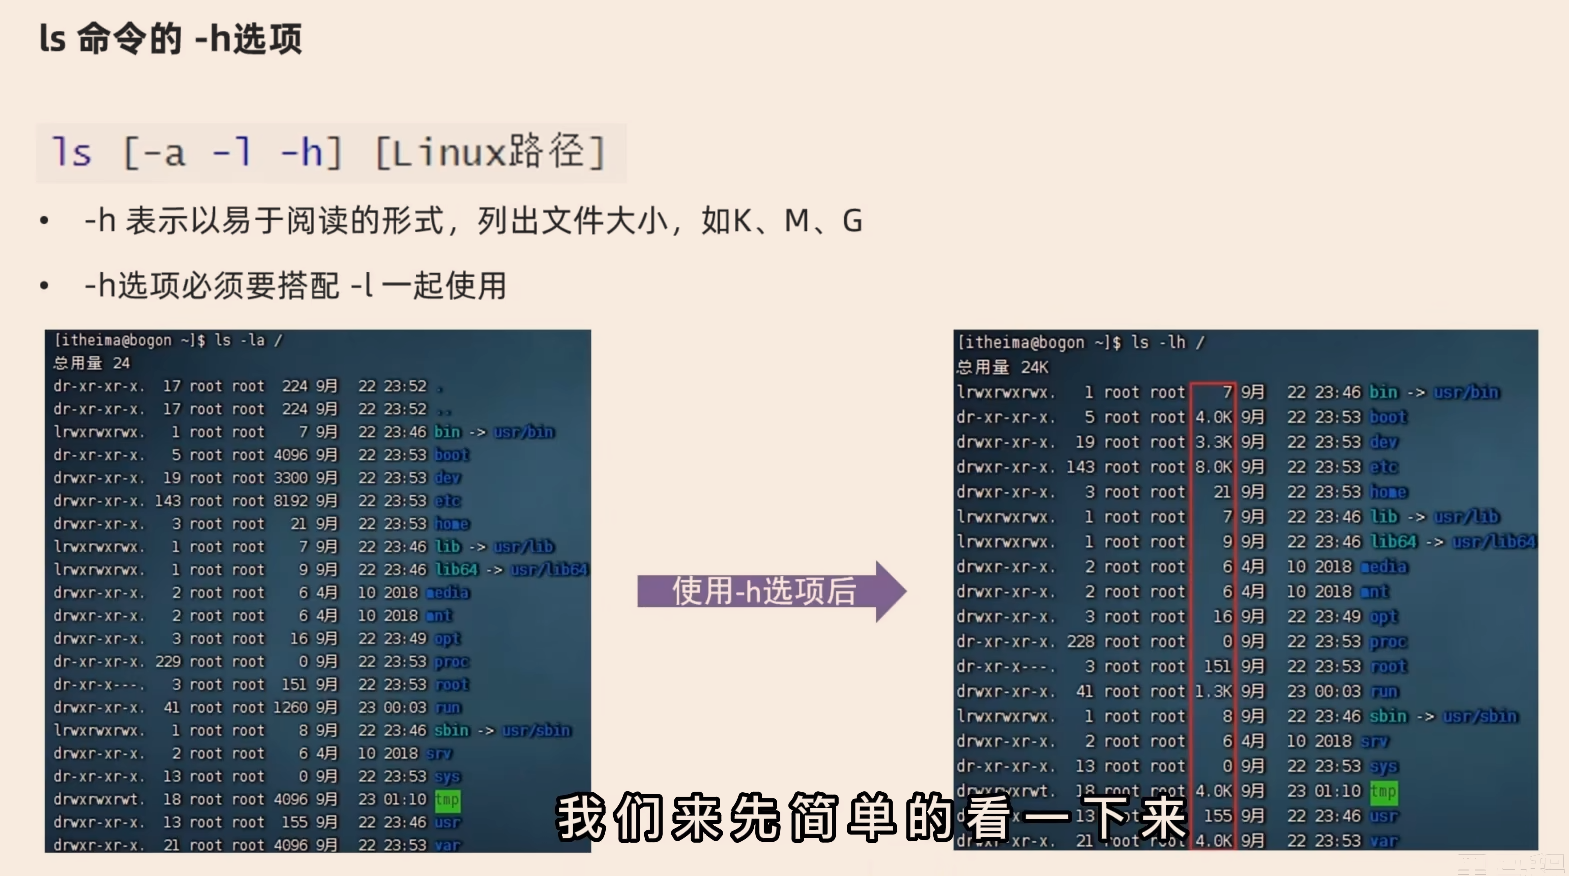 ls 命令的 -h选项
ls [-a -l -h] [Linux路径]
• -h 表示以易于阅读的形式，列出文件大小，如K、M、G
• -h选项必须要搭配 -l 一起使用
[itheima@bogon ~]$ ls -la /
总用量 24
dr-xr-xr-x. 17 root root 224 9月 22 23:52 .
dr-xr-xr-x. 17 root root 224 9月 22 23:52 ..
lrwxrwxrwx. 1 root root 7 9月 22 23:46 bin -> usr/bin
dr-xr-xr-x. 5 root root 4096 9月 22 23:53 boot
drwxr-xr-x. 19 root root 3300 9月 22 23:53 dev
drwxr-xr-x. 143 root root 8192 9月 22 23:53 etc
drwxr-xr-x. 3 root root 21 9月 22 23:53 home
lrwxrwxrwx. 1 root root 7 9月 22 23:46 lib -> usr/lib
lrwxrwxrwx. 1 root root 9 9月 22 23:46 lib64 -> usr/lib64
drwxr-xr-x. 2 root root 6 4月 10 2018 media
drwxr-xr-x. 2 root root 6 4月 10 2018 mnt
drwxr-xr-x. 3 root root 16 9月 22 23:49 opt
dr-xr-xr-x. 229 root root 0 9月 22 23:53 proc
dr-xr-x---. 3 root root 151 9月 22 23:53 root
drwxr-xr-x. 41 root root 1260 9月 23 00:03 run
lrwxrwxrwx. 1 root root 8 9月 22 23:46 sbin -> usr/sbin
drwxr-xr-x. 2 root root 6 4月 10 2018 srv
dr-xr-xr-x. 13 root root 0 9月 22 23:53 sys
drwxrwxrwt. 18 root root 4096 9月 23 01:10 tmp
drwxr-xr-x. 13 root root 155 9月 22 23:46 usr
drwxr-xr-x. 21 root root 4096 9月 22 23:53 var
使用-h选项后
[itheima@bogon ~]$ ls -lh /
总用量 24K
lrwxrwxrwx. 1 root root 7 9月 22 23:46 bin -> usr/bin
dr-xr-xr-x. 5 root root 4.0K 9月 22 23:53 boot
drwxr-xr-x. 19 root root 3.3K 9月 22 23:53 dev
drwxr-xr-x. 143 root root 8.0K 9月 22 23:53 etc
drwxr-xr-x. 3 root root 21 9月 22 23:53 home
lrwxrwxrwx. 1 root root 7 9月 22 23:46 lib -> usr/lib
lrwxrwxrwx. 1 root root 9 9月 22 23:46 lib64 -> usr/lib64
drwxr-xr-x. 2 root root 6 4月 10 2018 media
drwxr-xr-x. 2 root root 6 4月 10 2018 mnt
drwxr-xr-x. 3 root root 16 9月 22 23:49 opt
dr-xr-xr-x. 228 root root 0 9月 22 23:53 proc
dr-xr-x---. 3 root root 151 9月 22 23:53 root
drwxr-xr-x. 41 root root 1.3K 9月 23 00:03 run
lrwxrwxrwx. 1 root root 8 9月 22 23:46 sbin -> usr/sbin
drwxr-xr-x. 2 root root 6 4月 10 2018 srv
dr-xr-xr-x. 13 root root 0 9月 22 23:53 sys
drwxrwxrwt. 18 root root 4.0K 9月 23 01:10 tmp
13 155 9月 22 23:46 usr
drwxr-xr-x. 21 root root 4.0K 9月 22 23:53 var
我们来先简单的看一下来